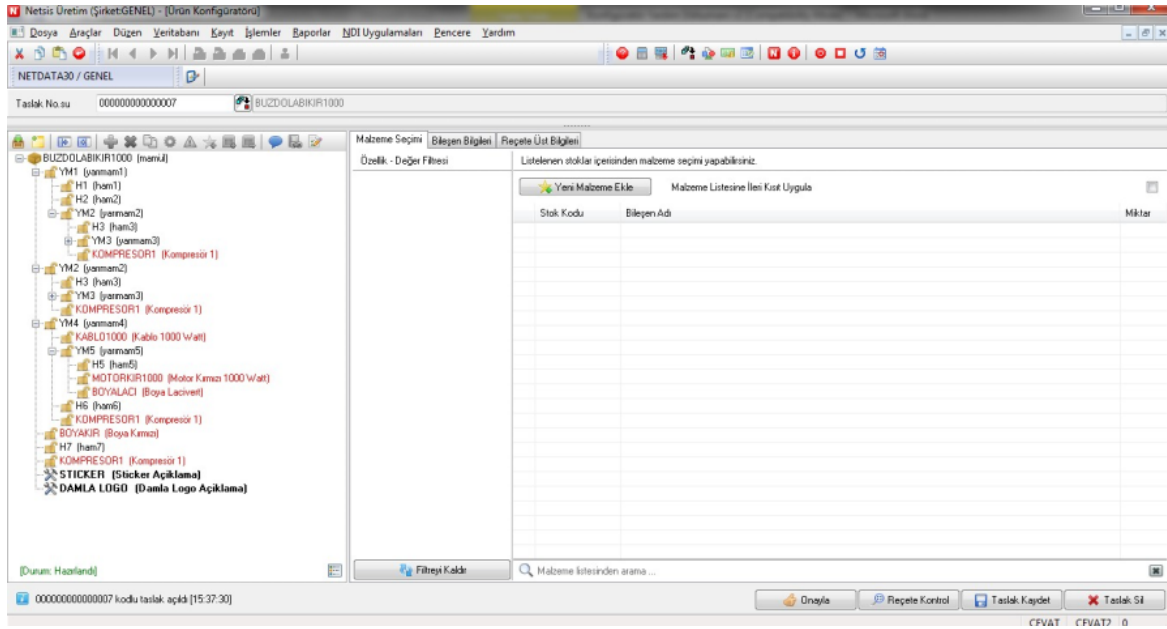 Netsis Üretim (Şirket:GENEL) - [Ürün Konfigüratörü]
Dosya Araçlar Düzen Veritabanı Kayıt İşlemler Raporlar NDI Uygulamaları Pencere Yardım
NETDATA30 / GENEL
Taslak No.su 000000000000007 BUZDOLABIKIR1000
Malzeme Seçimi Bileşen Bilgileri Reçete Üst Bilgileri
BUZDOLABIKIR1000 (mamül)
Özellik - Değer Filtresi
Listelenen stoklar içerisinden malzeme seçimi yapabilirsiniz.
YM1 (yarımam1)
H1 (ham1)
Yeni Malzeme Ekle
Malzeme Listesine İleri Kısıt Uygula
H2 (ham2)
YM2 (yarımam2)
Stok Kodu Bileşen Adı Miktar
H3 (ham3)
YM3 (yarımam3)
KOMPRESOR1 (Kompresör 1)
YM2 (yarımam2)
H3 (ham3)
YM3 (yarımam3)
KOMPRESOR1 (Kompresör 1)
YM4 (yarımam4)
KABLO1000 (Kablo 1000 Watt)
YM5 (yarımam5)
H5 (ham5)
MOTORKIR1000 (Motor Kırmızı 1000 Watt)
BOYALACI (Boya Lacivert)
H6 (ham6)
KOMPRESOR1 (Kompresör 1)
BOYAKIR (Boya Kırmızı)
H7 (ham7)
KOMPRESOR1 (Kompresör 1)
STICKER (Sticker Açıklama)
DAMLA LOGO (Damla Logo Açıklama)
[Durum: Hazırlandı]
Filtreyi Kaldır
Malzeme listesinden arama ...
000000000000007 kodlu taslak açıldı [15:37:30]
Onayla Reçete Kontrol Taslak Kaydet Taslak Sil
CEVAT CEVAT2 0